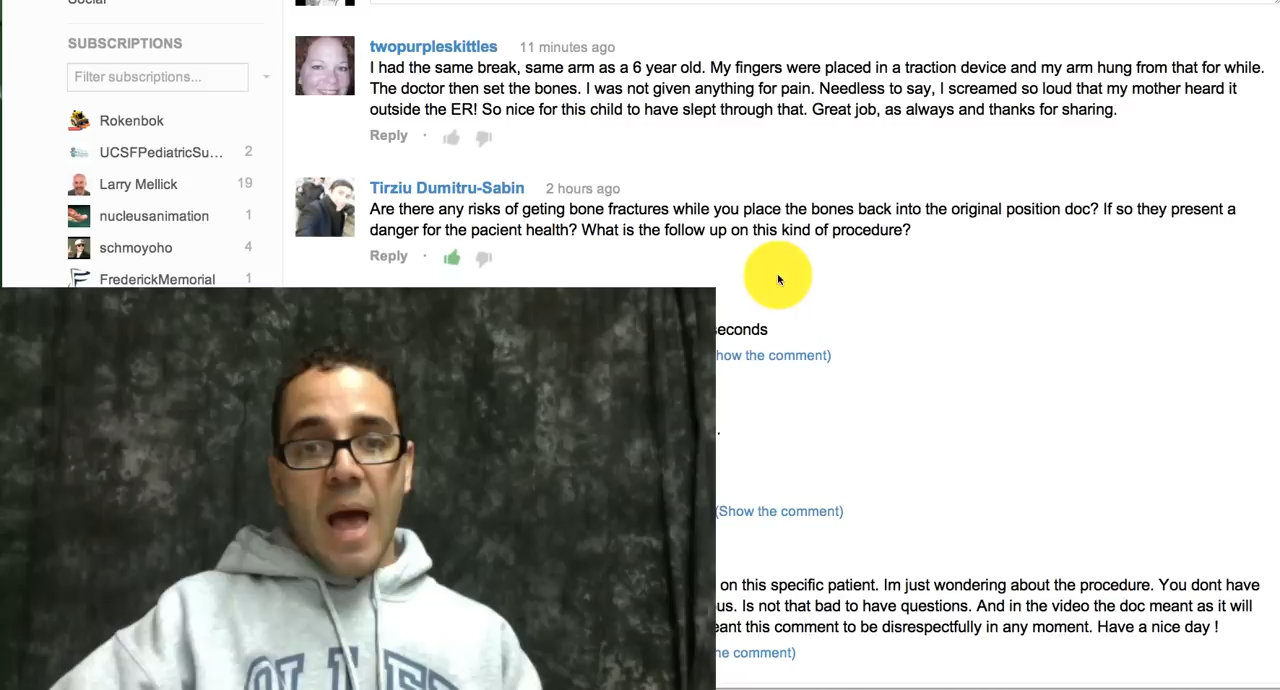 Social
SUBSCRIPTIONS
Filter subscriptions...
Rokenbok
UCSFPediatricSu... 2
Larry Mellick 19
nucleusanimation 1
schmoyoho 4
FrederickMemorial 1
twopurpleskittles 11 minutes ago
I had the same break, same arm as a 6 year old. My fingers were placed in a traction device and my arm hung from that for while.
The doctor then set the bones. I was not given anything for pain. Needless to say, I screamed so loud that my mother heard it
outside the ER! So nice for this child to have slept through that. Great job, as always and thanks for sharing.
Reply ·
Tirziu Dumitru-Sabin 2 hours ago
Are there any risks of geting bone fractures while you place the bones back into the original position doc? If so they present a
danger for the pacient health? What is the follow up on this kind of procedure?
Reply ·
seconds
how the comment)
.
(Show the comment)
on this specific patient. Im just wondering about the procedure. You dont have
us. Is not that bad to have questions. And in the video the doc meant as it will
eant this comment to be disrespectfully in any moment. Have a nice day !
he comment)